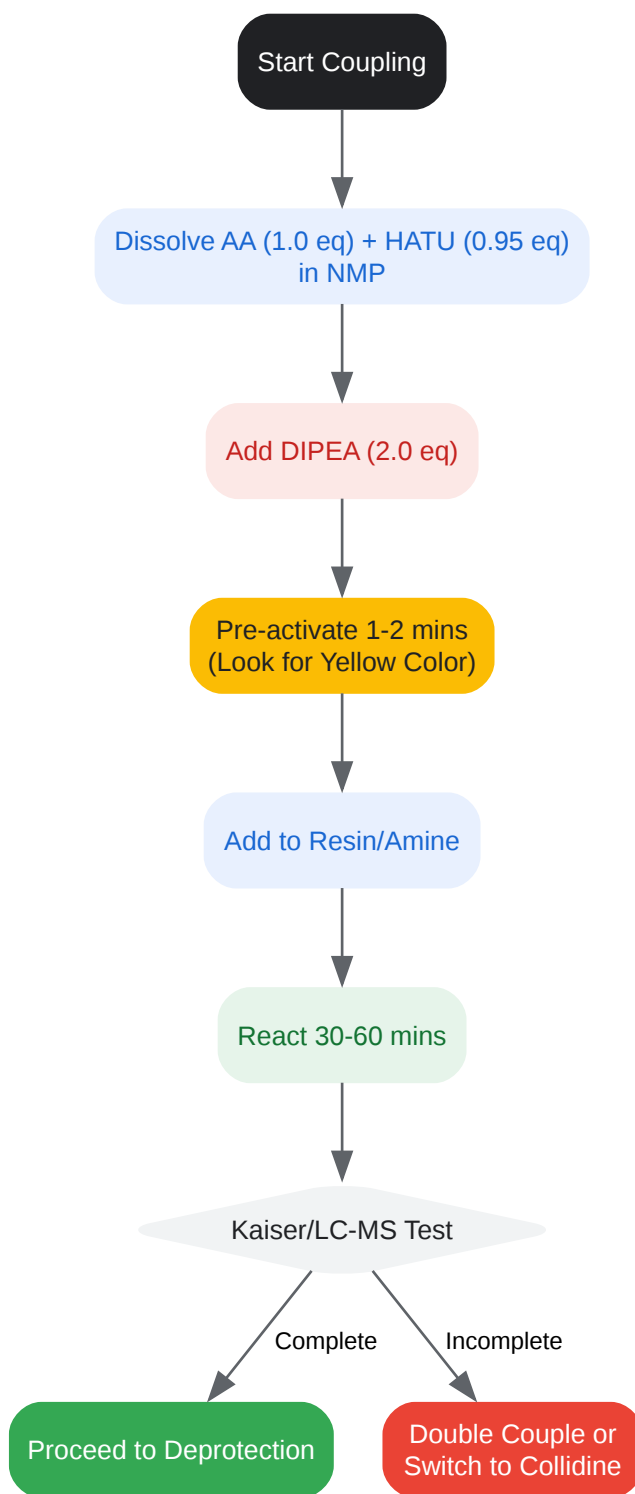 Start Coupling
Dissolve AA (1.0 eq) + HATU (0.95 eq)
in NMP
Add DIPEA (2.0 eq)
Pre-activate 1-2 mins
(Look for Yellow Color)
Add to Resin/Amine
React 30-60 mins
Kaiser/LC-MS Test
Complete
Incomplete
Proceed to Deprotection
Double Couple or
Switch to Collidine